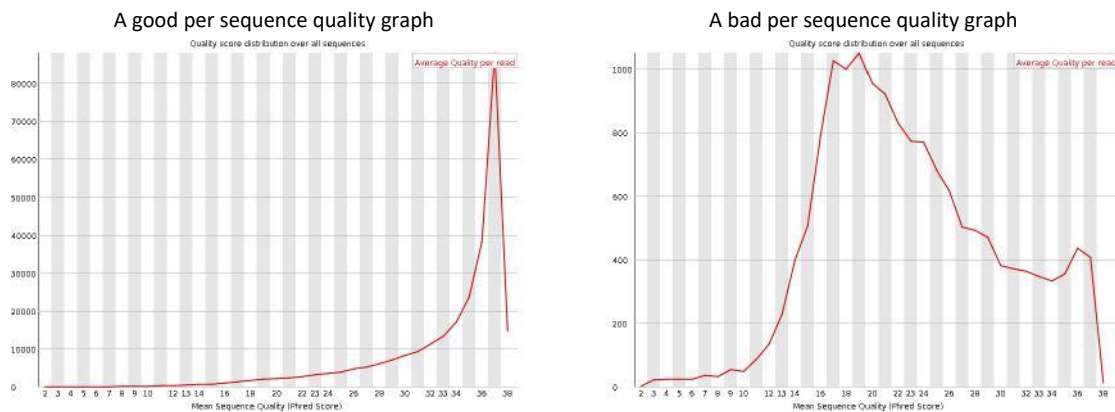 A good per sequence quality graph
Quality score distribution over all sequences
Average Quality per read
80000
70000
60000
50000
40000
30000
20000
10000
0
2 3 4 5 6 7 8 9 10 12 13 14 16 18 20 22 23 24 26 28 30 32 33 34 36 38
Mean Sequence Quality (Phred Score)
A bad per sequence quality graph
Quality score distribution over all sequences
Average Quality per read
1000
800
600
400
200
0
2 3 4 5 6 7 8 9 10 12 13 14 16 18 20 22 23 24 26 28 30 32 33 34 36 38
Mean Sequence Quality (Phred Score)